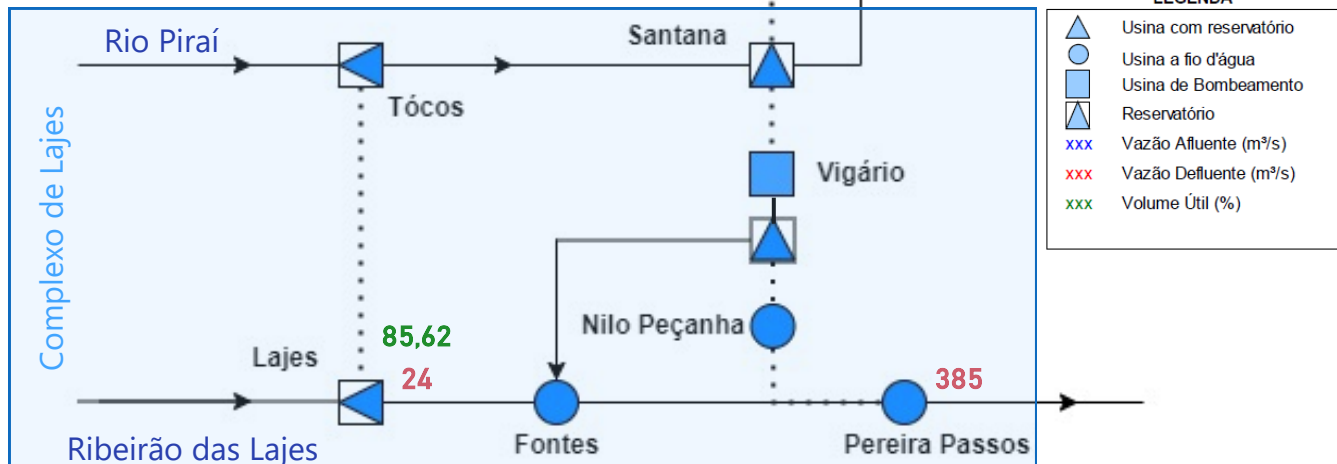 LEGENDA
Rio Piraí
Santana
Usina com reservatório
Usina a fio d'água
Usina de Bombeamento
Reservatório
xxx Vazão Afluente (m³/s)
xxx Vazão Defluente (m³/s)
xxx Volume Útil (%)
Tócos
Complexo de Lajes
Vigário
Nilo Peçanha
85,62
Lajes
24
385
Fontes
Pereira Passos
Ribeirão das Lajes